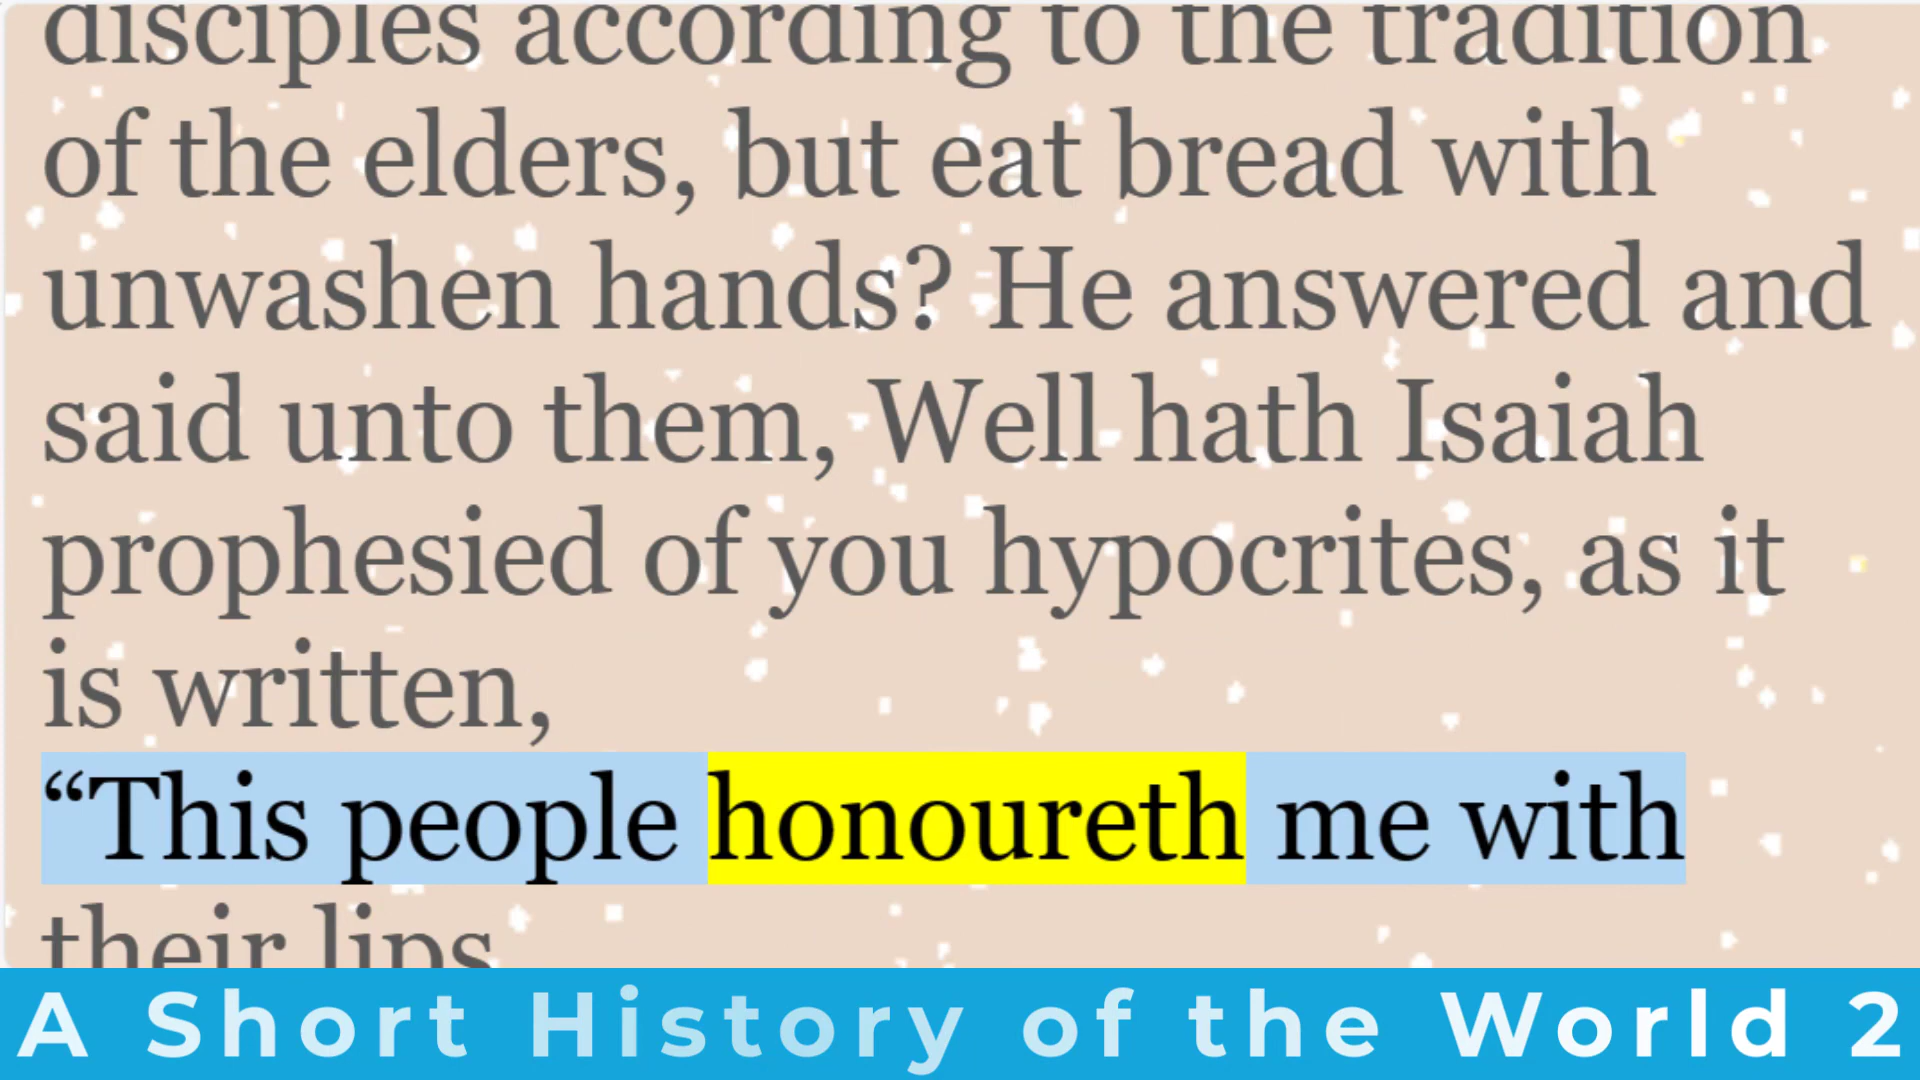 disciples according to the tradition
of the elders, but eat bread with
unwashen hands? He answered and
said unto them, Well hath Isaiah
prophesied of you hypocrites, as it
is written,
“This people honoureth me with
their lips
A Short History of the World 2